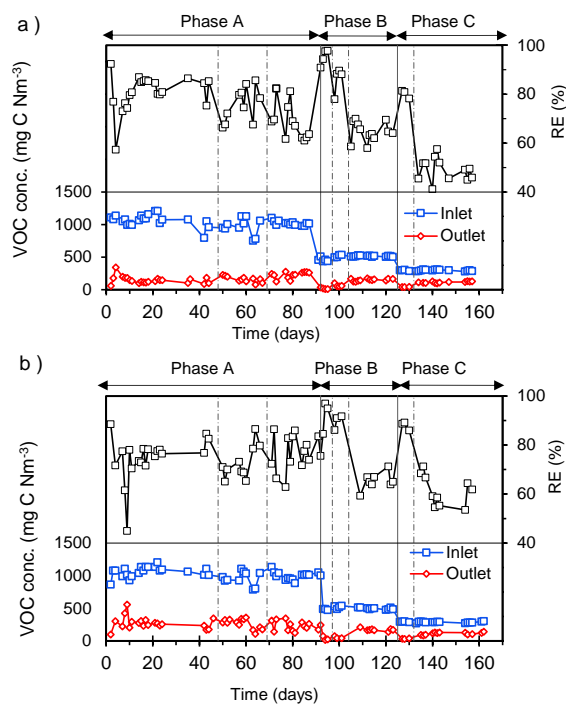 a )
Phase A Phase B Phase C
VOC conc. (mg C Nm-3)
RE (%)
100
80
60
40
1500
1000
500
0
Inlet
Outlet
0 20 40 60 80 100 120 140 160
Time (days)
b )
Phase A Phase B Phase C
VOC conc. (mg C Nm-3)
RE (%)
100
80
60
40
1500
1000
500
0
Inlet
Outlet
0 20 40 60 80 100 120 140 160
Time (days)